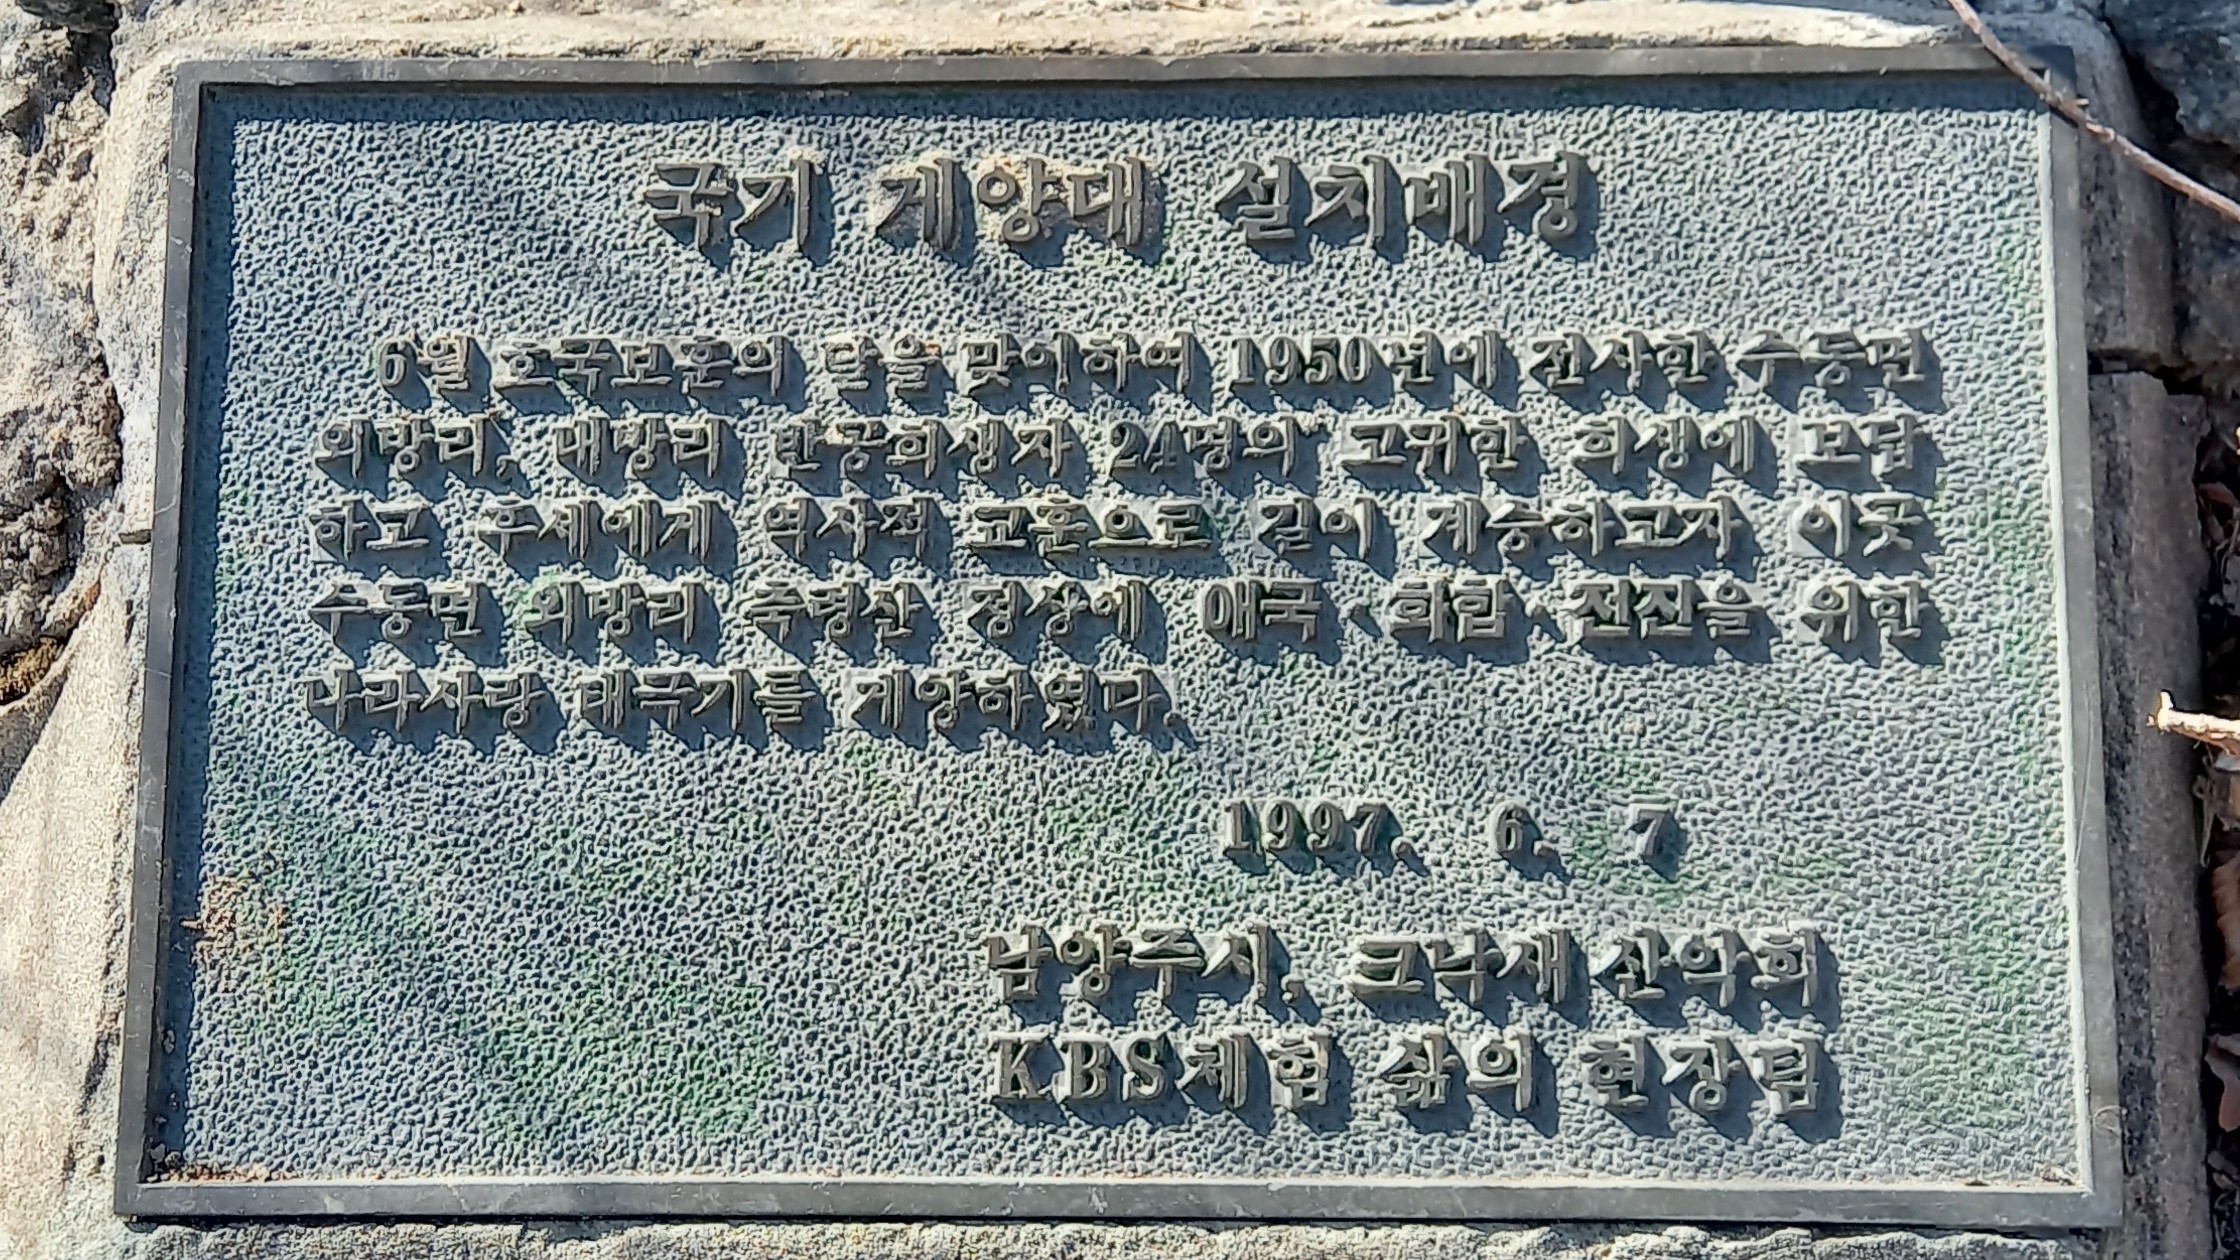 국기 게양대 설치배경
6월 호국보훈의 달을 맞이하여 1950년에 전사한 수동면
외방리, 내방리 반공희생자 24명의 고귀한 희생에 보답
하고 후세에게 역사적 교훈으로 길이 계승하고자 이곳
수동면 외방리 축령산 정상에 애국·화합·전진을 위한
나라사랑 태극기를 게양하였다.
1997. 6. 7
남양주시, 크낙새 산악회
KBS체험 삶의 현장팀